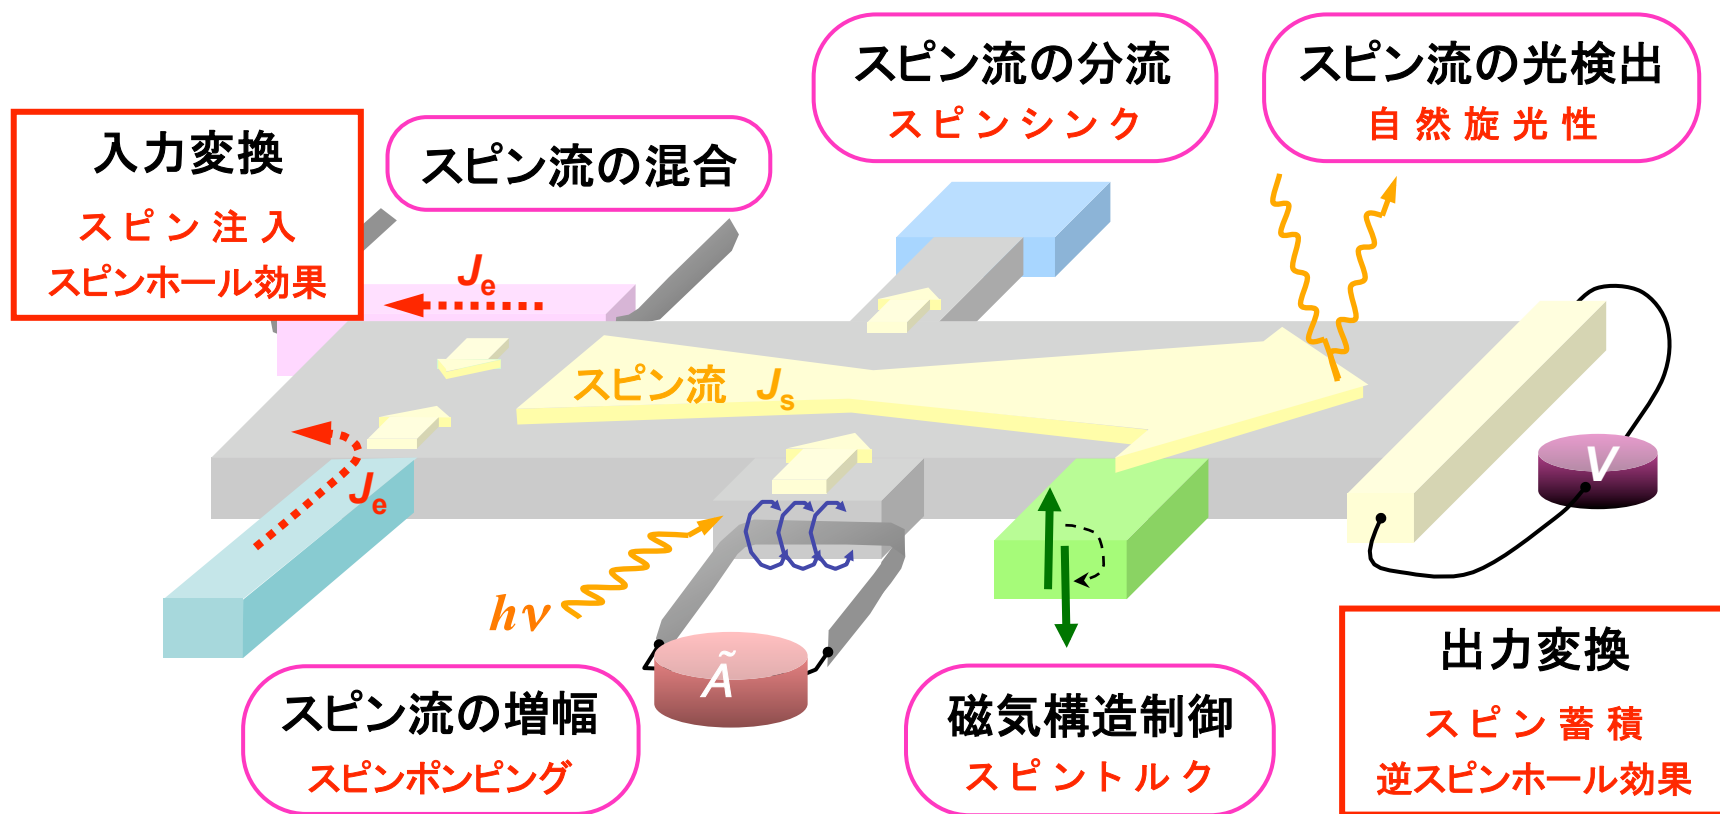 スピン流の分流
スピンシンク
スピン流の光検出
自然旋光性
入力変換
スピン注入
スピンホール効果
スピン流の混合
Je
スピン流 Js
Je
V
hν
Ã
スピン流の増幅
スピンポンピング
磁気構造制御
スピントルク
出力変換
スピン蓄積
逆スピンホール効果